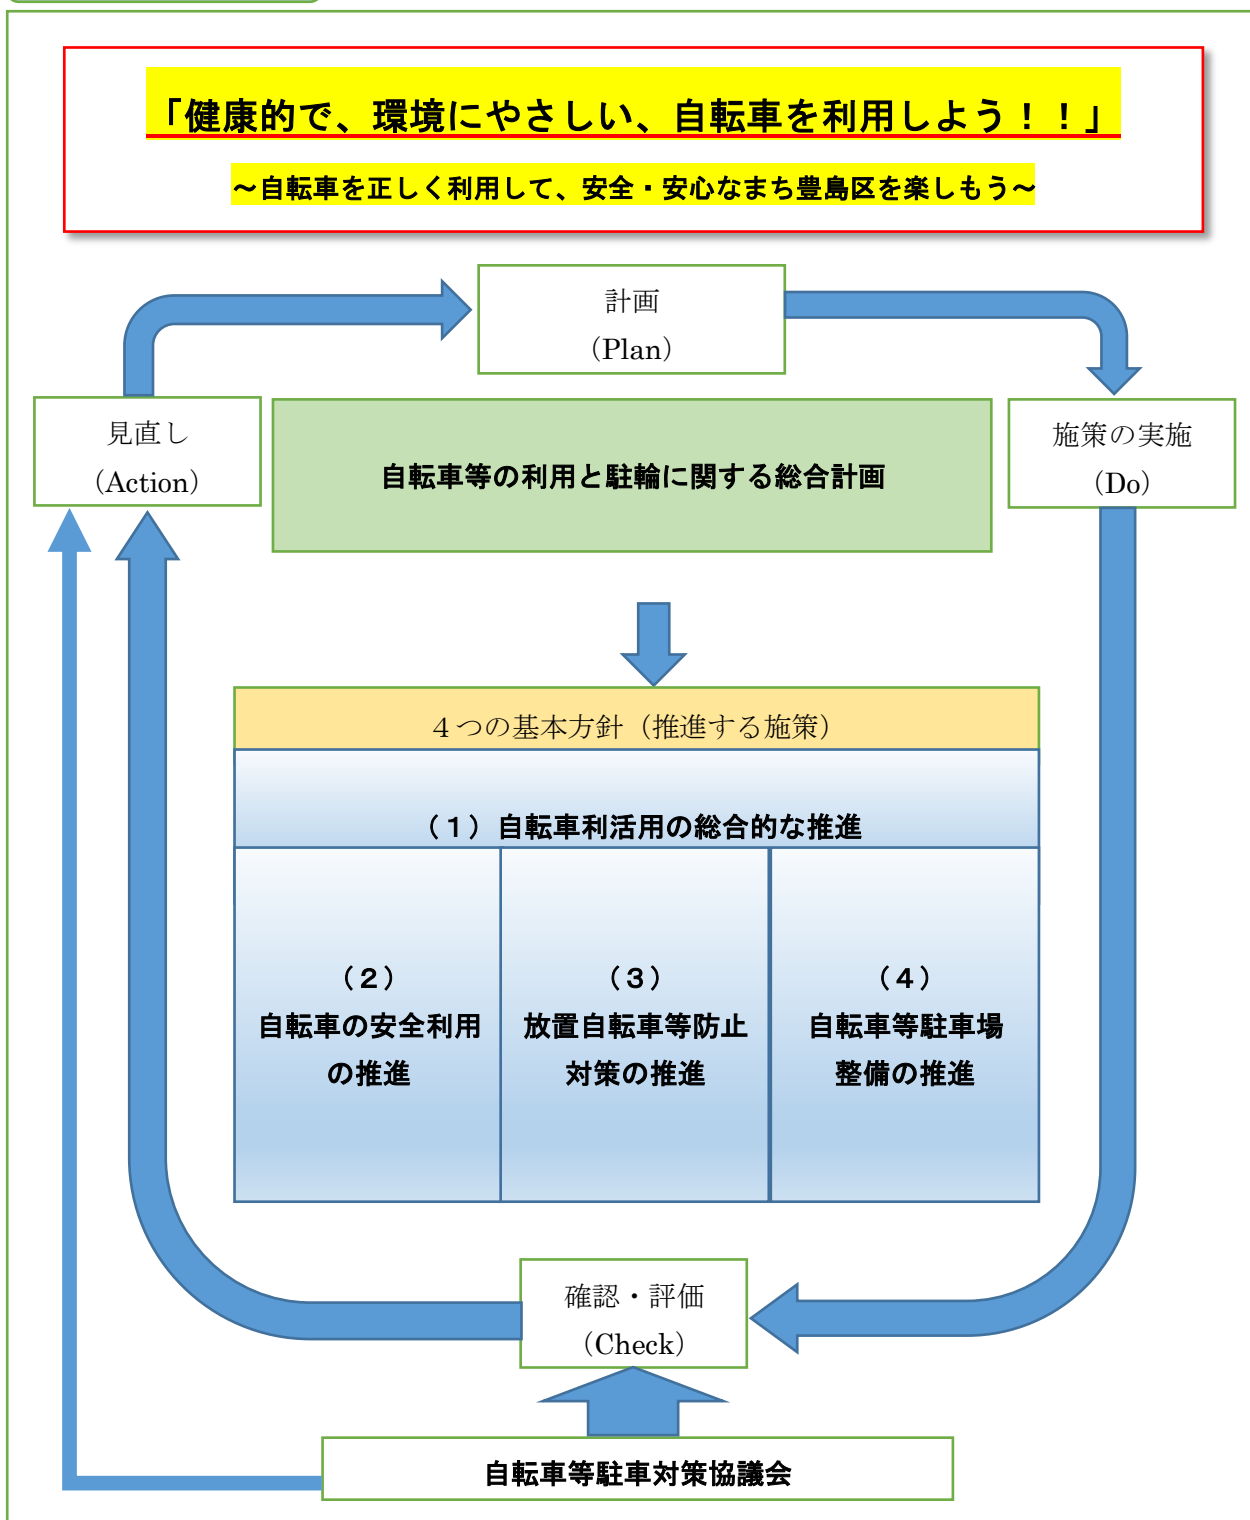 「健康的で、環境にやさしい、自転車を利用しよう！！」
～自転車を正しく利用して、安全・安心なまち豊島区を楽しもう～
計画
（Plan）
見直し
（Action）
自転車等の利用と駐輪に関する総合計画
施策の実施
（Do）
４つの基本方針（推進する施策）
（１）自転車利活用の総合的な推進
（２）
自転車の安全利用
の推進
（３）
放置自転車等防止
対策の推進
（４）
自転車等駐車場
整備の推進
確認・評価
（Check）
自転車等駐車対策協議会